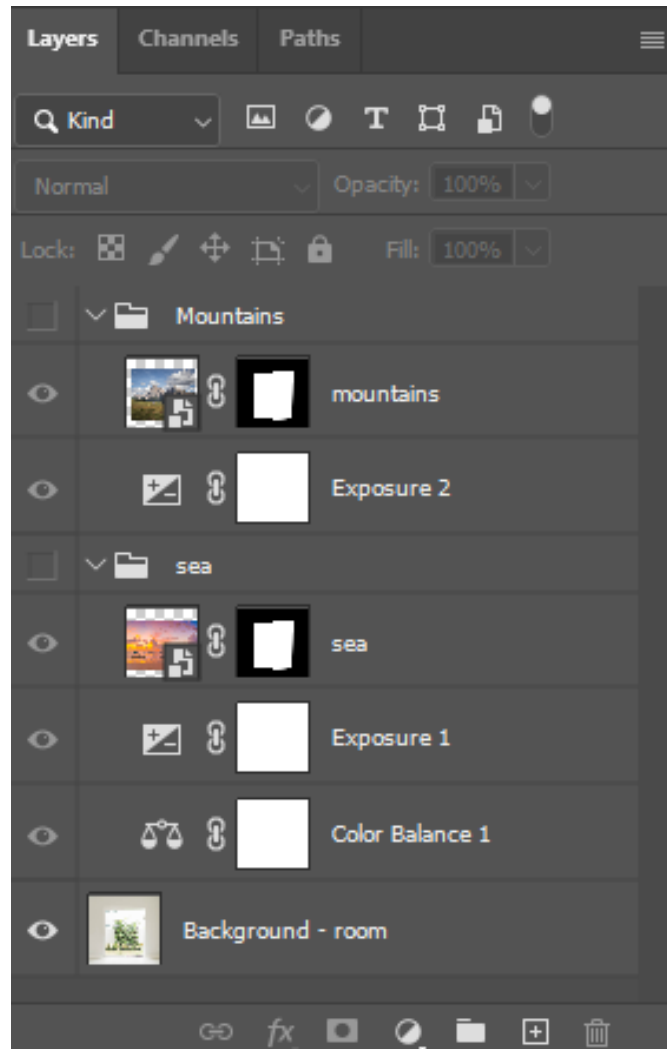 Layers Channels Paths
Kind T
Normal Opacity: 100%
Lock: Fill: 100%
Mountains
mountains
Exposure 2
sea
sea
Exposure 1
Color Balance 1
Background - room
fx